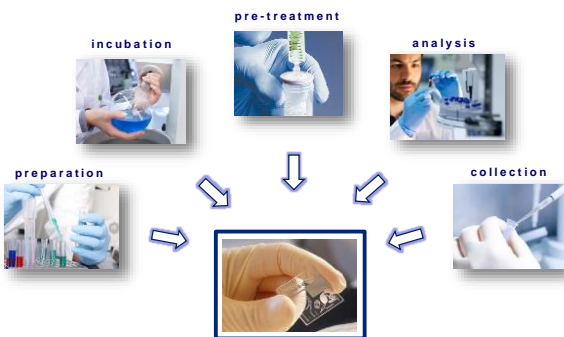 pre-treatment
incubation
analysis
preparation
collection